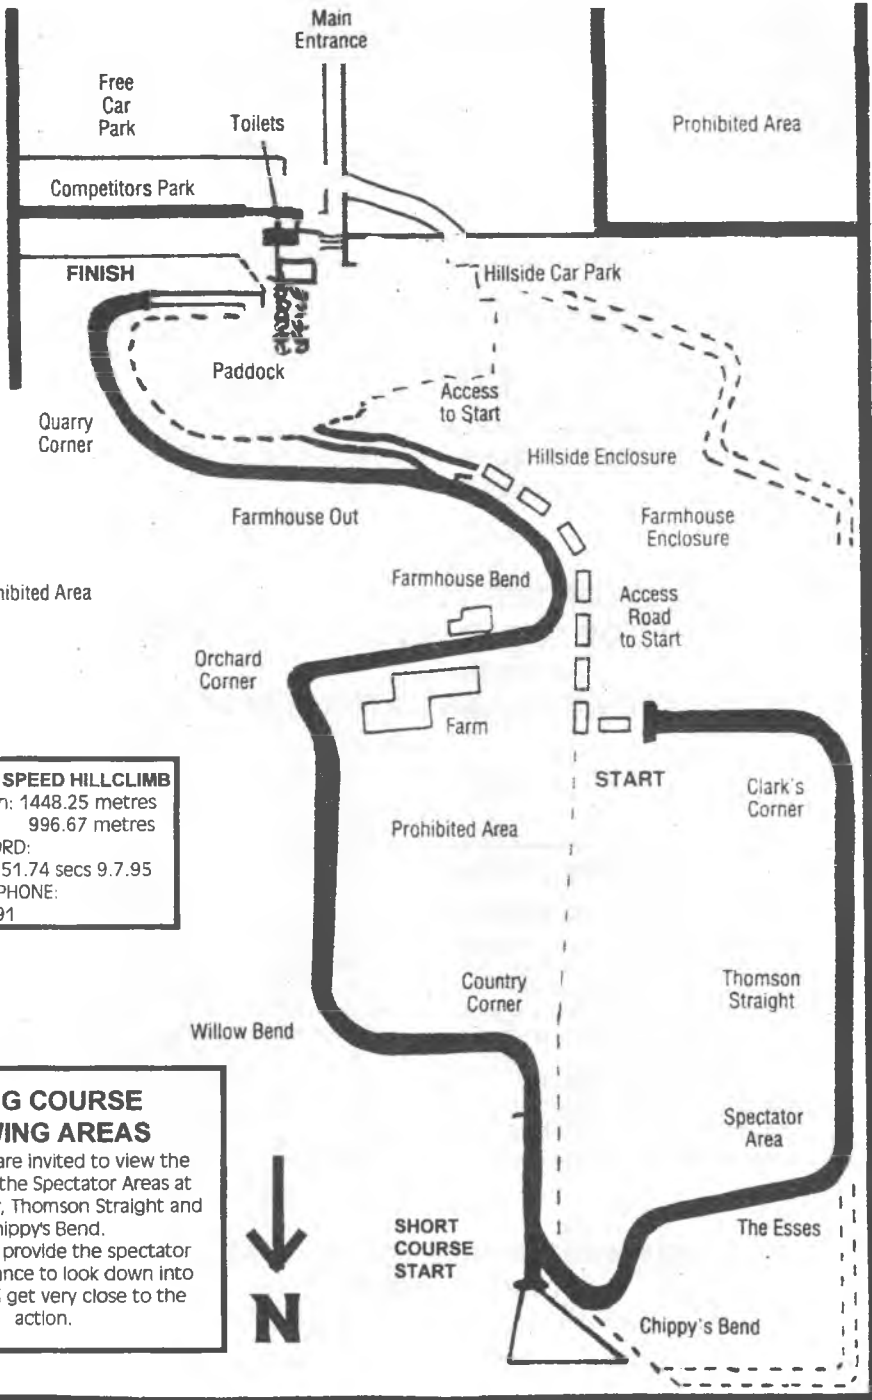 Main
Entrance
Free
Car
Park
Toilets
Prohibited Area
Competitors Park
FINISH
Hillside Car Park
Paddock
Access
to Start
Quarry
Corner
Hillside Enclosure
Farmhouse Out
Farmhouse
Enclosure
Farmhouse Bend
hibited Area
Access
Road
to Start
Orchard
Corner
Farm
START
Clark's
Corner
SPEED HILLCLIMB
n: 1448.25 metres
996.67 metres
RD:
51.74 secs 9.7.95
PHONE:
91
Prohibited Area
Country
Corner
Thomson
Straight
Willow Bend
G COURSE
WING AREAS
are invited to view the
the Spectator Areas at
, Thomson Straight and
hippy's Bend.
provide the spectator
ance to look down into
get very close to the
action.
Spectator
Area
SHORT
COURSE
START
The Esses
N
Chippy's Bend